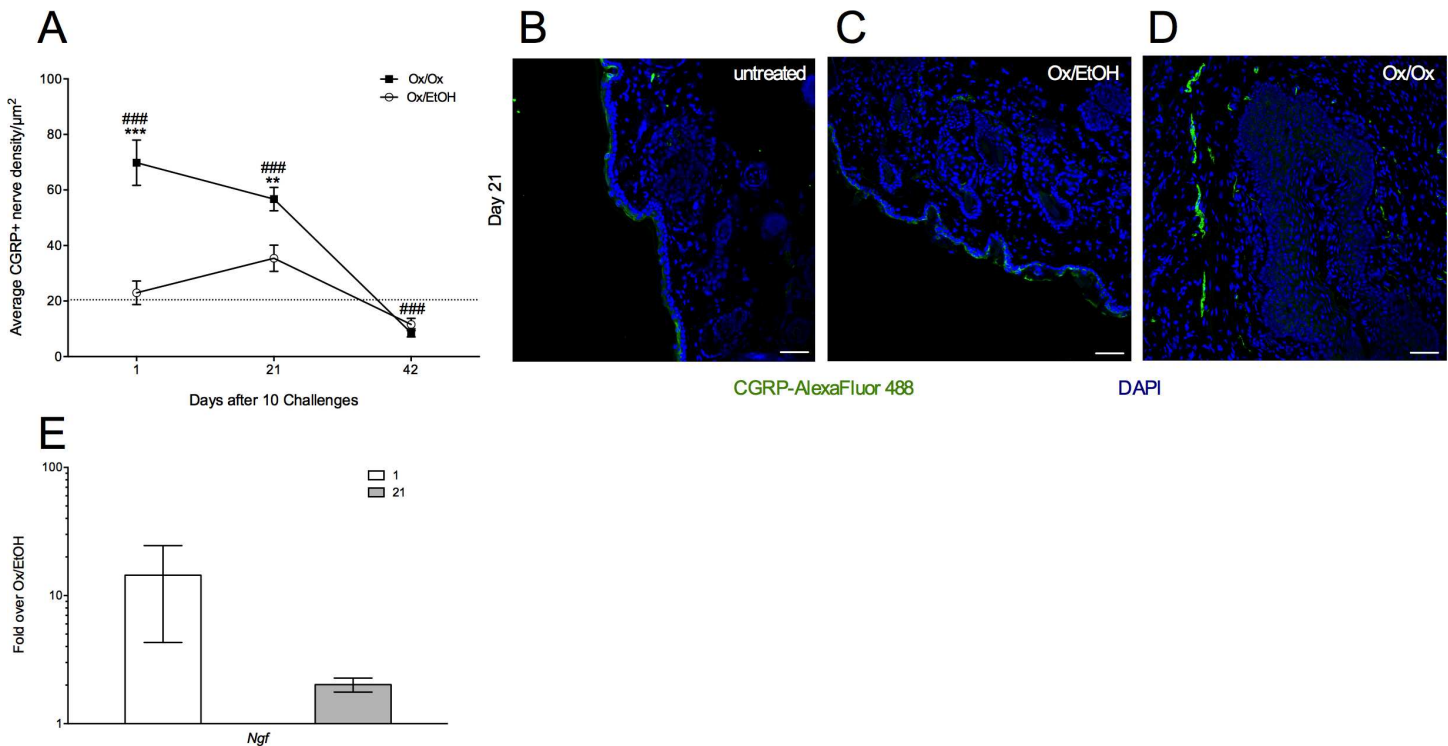 A
100
80
60
40
20
0
Average CGRP+ nerve density/µm²
Ox/Ox
Ox/EtOH
###
***
###
**
###
1
21
42
Days after 10 Challenges
B
C
D
Day 21
untreated
Ox/EtOH
Ox/Ox
CGRP-AlexaFluor 488
DAPI
E
100
10
1
Fold over Ox/EtOH
1
21
Ngf